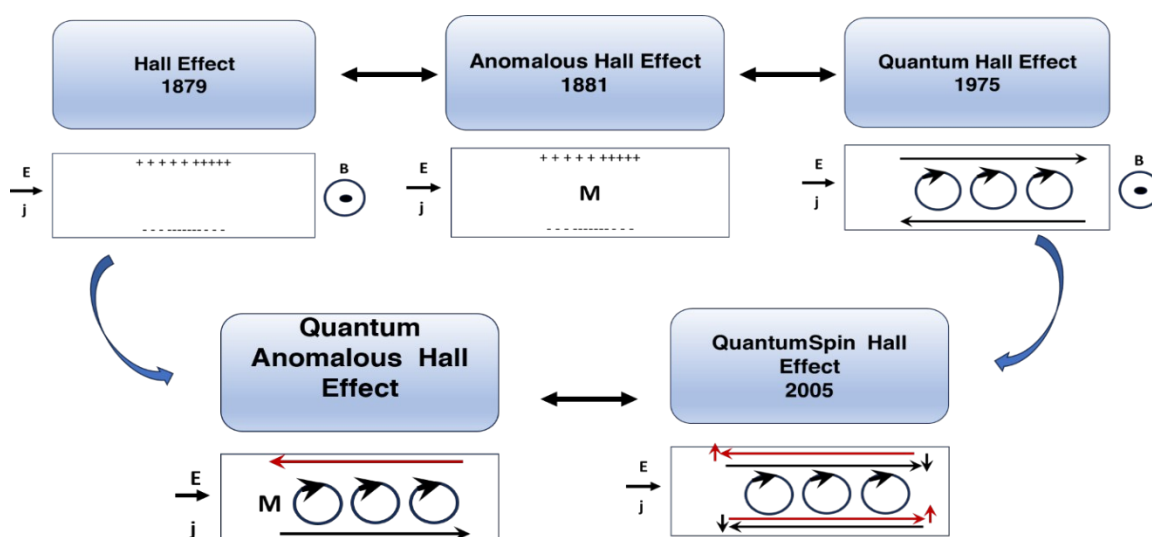 Hall Effect
1879
Anomalous Hall Effect
1881
Quantum Hall Effect
1975
E
j
+ + + + + +++++
- - - ---------- - - -
B
E
j
+ + + + + +++++
M
- - - ---------- - - -
E
j
B
Quantum
Anomalous Hall
Effect
QuantumSpin Hall
Effect
2005
E
j
M
E
j